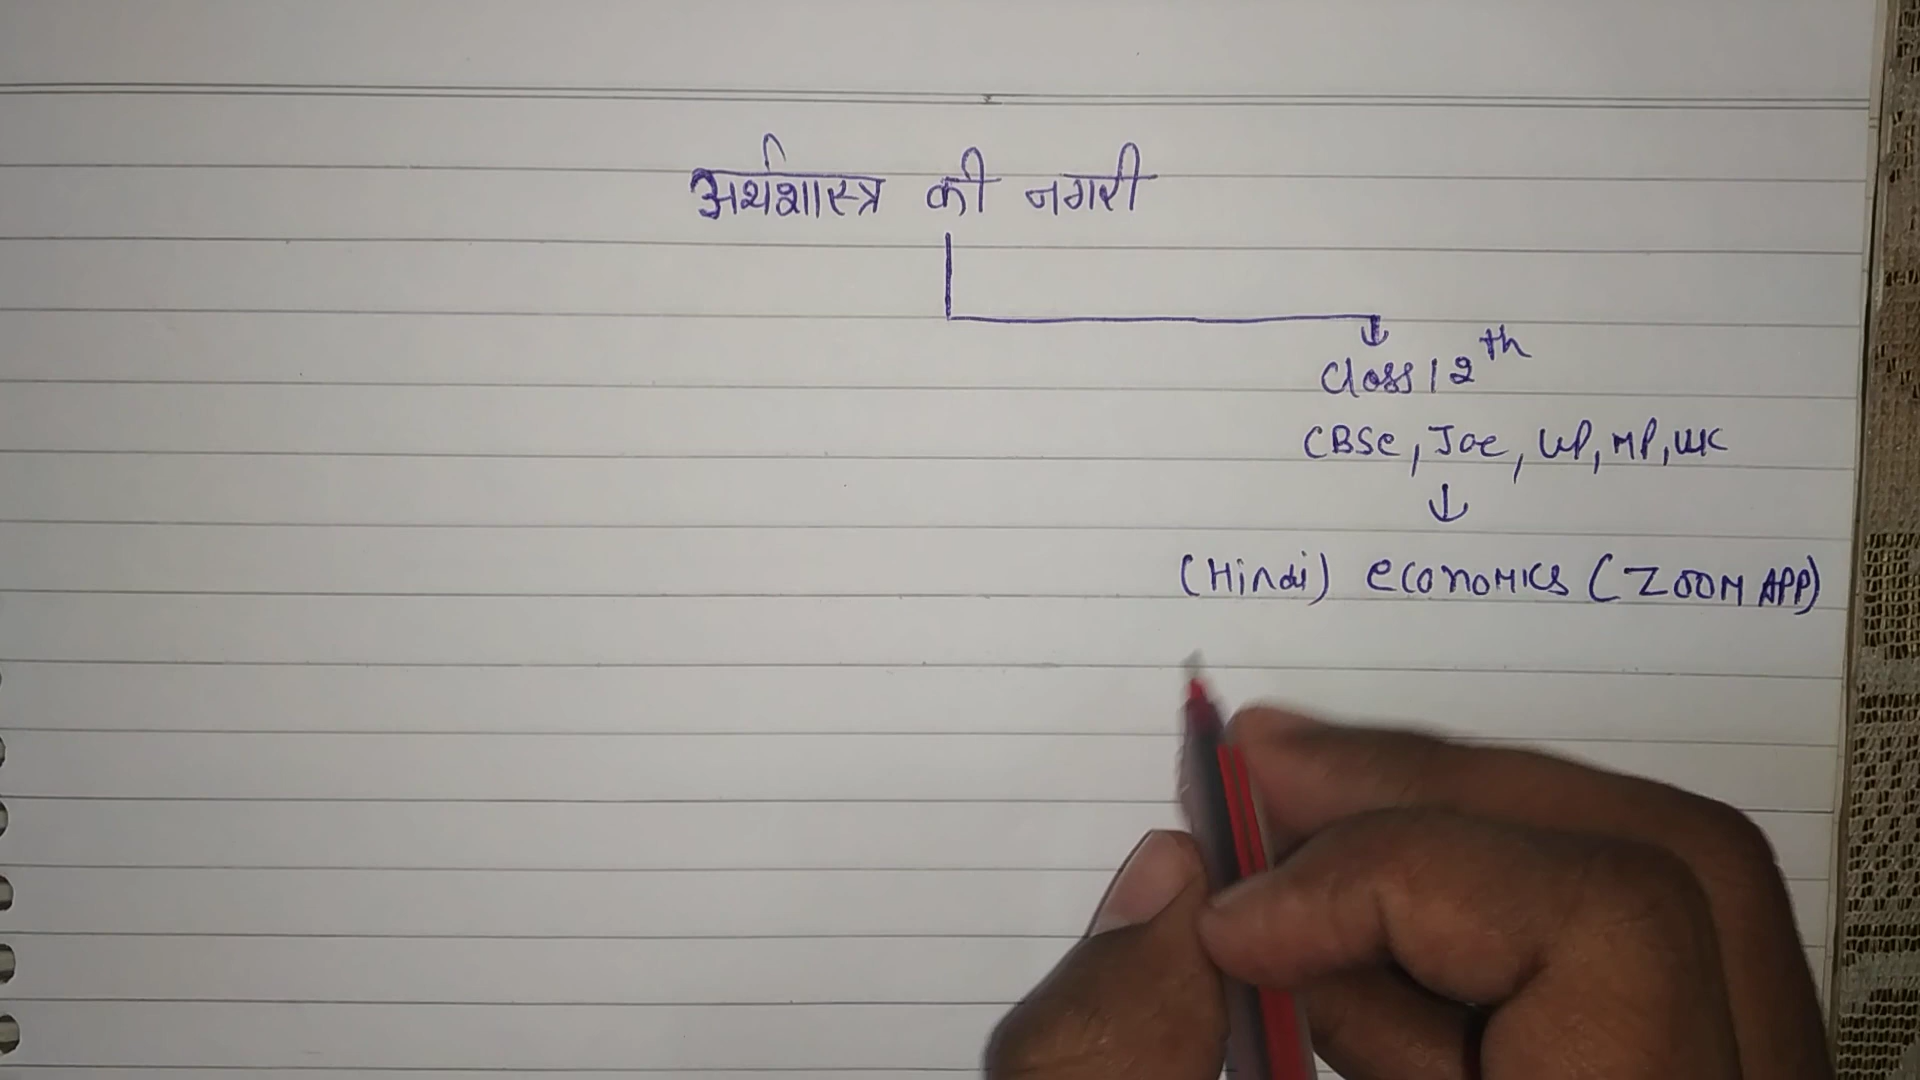 अर्थशास्त्र की नगरी
Class 12th
CBSE, Jac, UP, MP, UK
(Hindi) economics (ZOOM APP)